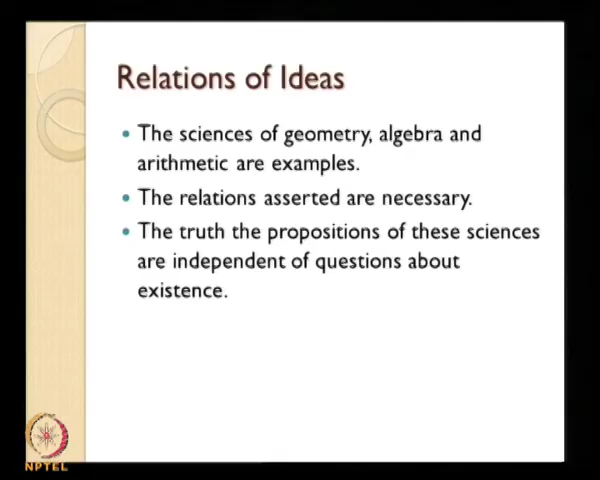 Relations of Ideas
• The sciences of geometry, algebra and
arithmetic are examples.
• The relations asserted are necessary.
• The truth the propositions of these sciences
are independent of questions about
existence.
NPTEL